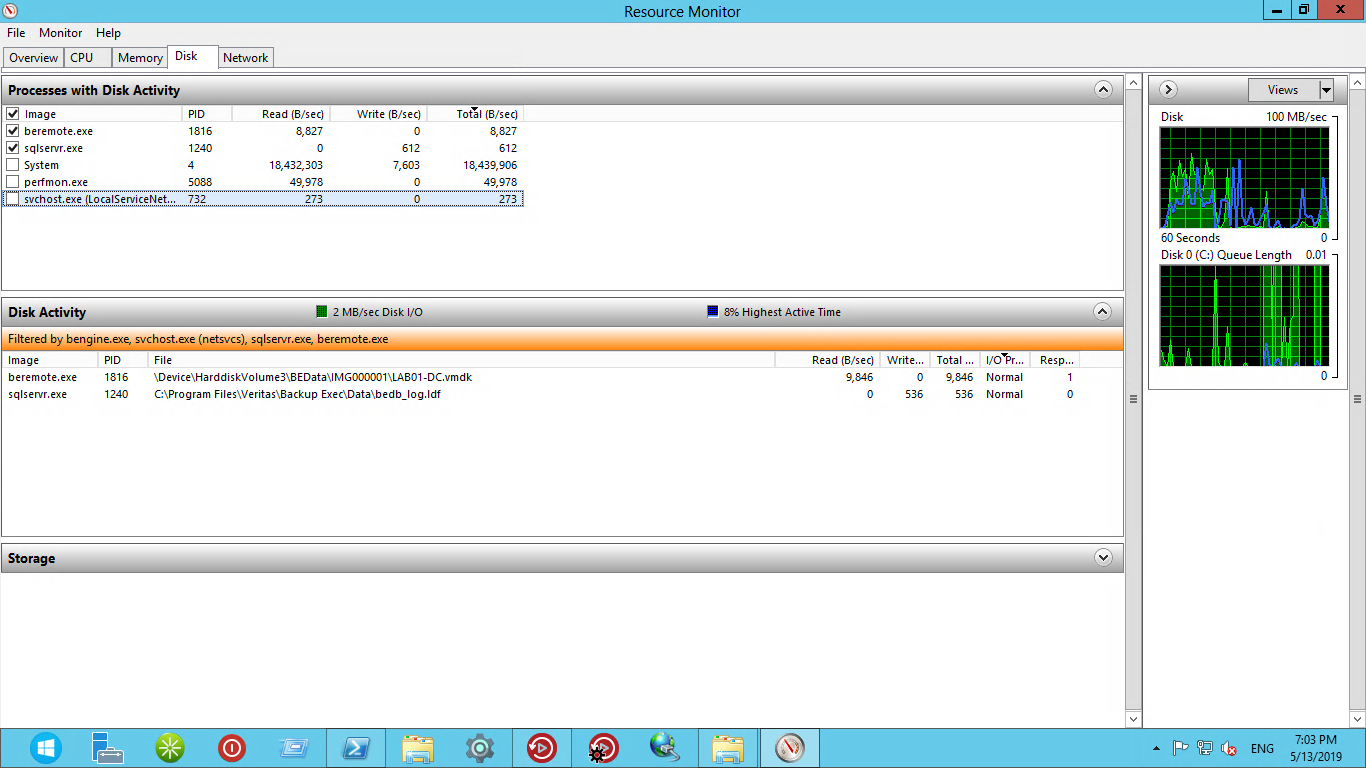 Resource Monitor
File Monitor Help
Overview CPU Memory Disk Network
Processes with Disk Activity
Image PID Read (B/sec) Write (B/sec) Total (B/sec)
beremote.exe 1816 8,827 0 8,827
sqlservr.exe 1240 0 612 612
System 4 18,432,303 7,603 18,439,906
perfmon.exe 5088 49,978 0 49,978
svchost.exe (LocalServiceNet... 732 273 0 273
Disk Activity 2 MB/sec Disk I/O 8% Highest Active Time
Filtered by bengine.exe, svchost.exe (netsvcs), sqlservr.exe, beremote.exe
Image PID File Read (B/sec) Write... Total ... I/O Pr... Resp...
beremote.exe 1816 \Device\HarddiskVolume3\BEData\IMG000001\LAB01-DC.vmdk 9,846 0 9,846 Normal 1
sqlservr.exe 1240 C:\Program Files\Veritas\Backup Exec\Data\bedb_log.ldf 0 536 536 Normal 0
Storage
Views
Disk 100 MB/sec
60 Seconds 0
Disk 0 (C:) Queue Length 0.01
0
ENG 7:03 PM
5/13/2019